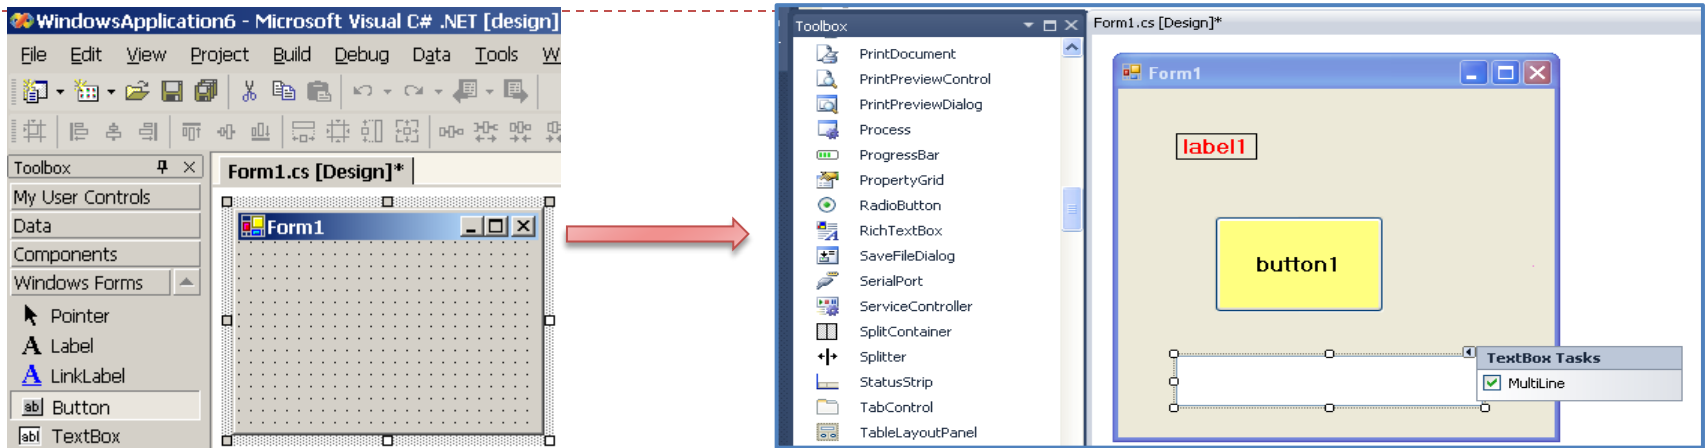 WindowsApplication6 - Microsoft Visual C# .NET [design]
File Edit View Project Build Debug Data Tools W
Toolbox
Form1.cs [Design]*
My User Controls
Data
Components
Windows Forms
Pointer
A Label
A LinkLabel
ab Button
abl TextBox
Form1
Toolbox
PrintDocument
PrintPreviewControl
PrintPreviewDialog
Process
ProgressBar
PropertyGrid
RadioButton
RichTextBox
SaveFileDialog
SerialPort
ServiceController
SplitContainer
Splitter
StatusStrip
TabControl
TableLayoutPanel
Form1.cs [Design]*
Form1
label1
button1
TextBox Tasks
MultiLine